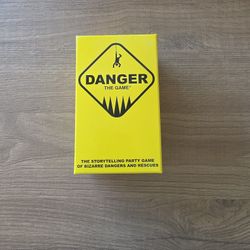 DANGER
THE GAME
THE STORYTELLING PARTY GAME
OF BIZARRE DANGERS AND RESCUES